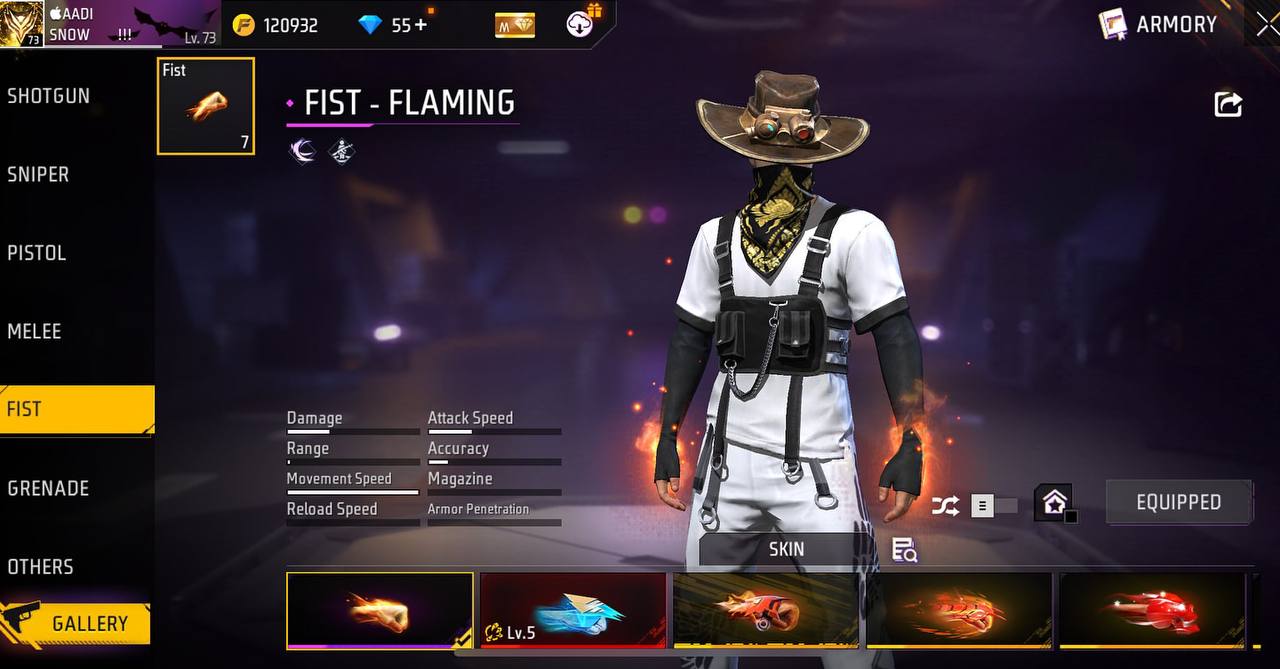 AADI
SNOW !!!
73
Lv. 73
120932
55+
W
ARMORY
SHOTGUN
SNIPER
PISTOL
MELEE
FIST
GRENADE
OTHERS
GALLERY
Fist
7
FIST - FLAMING
Damage
Attack Speed
Range
Accuracy
Movement Speed
Magazine
Reload Speed
Armor Penetration
EQUIPPED
SKIN
Lv.5